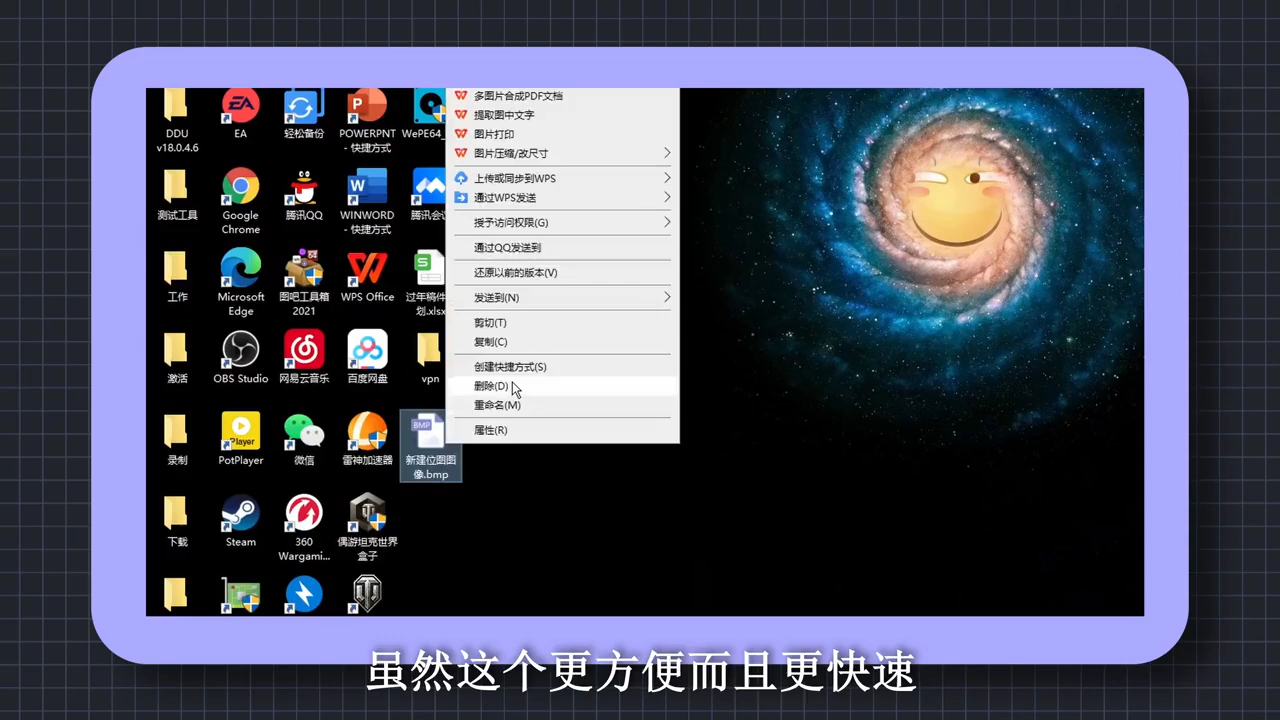 DDU
v18.0.4.6
EA
轻松备份
POWERPNT
- 快捷方式
WePE64_
测试工具
Google
Chrome
腾讯QQ
WINWORD
- 快捷方式
腾讯会议
工作
Microsoft
Edge
图吧工具箱
2021
WPS Office
过年稿件
划.xlsx
激活
OBS Studio
网易云音乐
百度网盘
vpn
录制
PotPlayer
微信
雷神加速器
新建位图图
像.bmp
下载
Steam
360
Wargami...
偶游坦克世界
盒子
多图片合成PDF文档
提取图中文字
图片打印
图片压缩/改尺寸
上传或同步到WPS
通过WPS发送
授予访问权限(G)
通过QQ发送到
还原以前的版本(V)
发送到(N)
剪切(T)
复制(C)
创建快捷方式(S)
删除(D)
重命名(M)
属性(R)
虽然这个更方便而且更快速